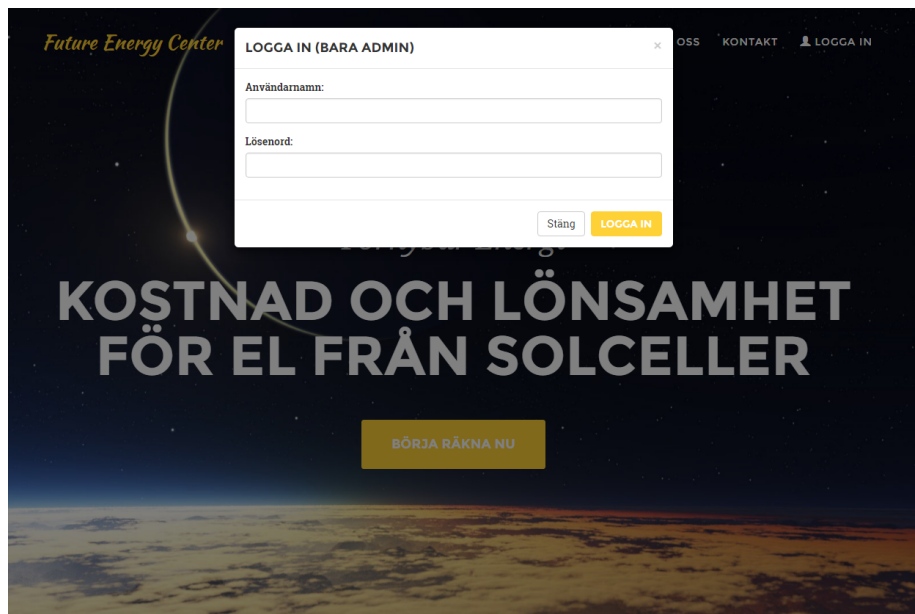 Future Energy Center
LOGGA IN (BARA ADMIN)
×
OSS
KONTAKT
LOGGA IN
Användarnamn:
Lösenord:
Stäng
LOGGA IN
KOSTNAD OCH LÖNSAMHET
FÖR EL FRÅN SOLCELLER
BÖRJA RÄKNA NU